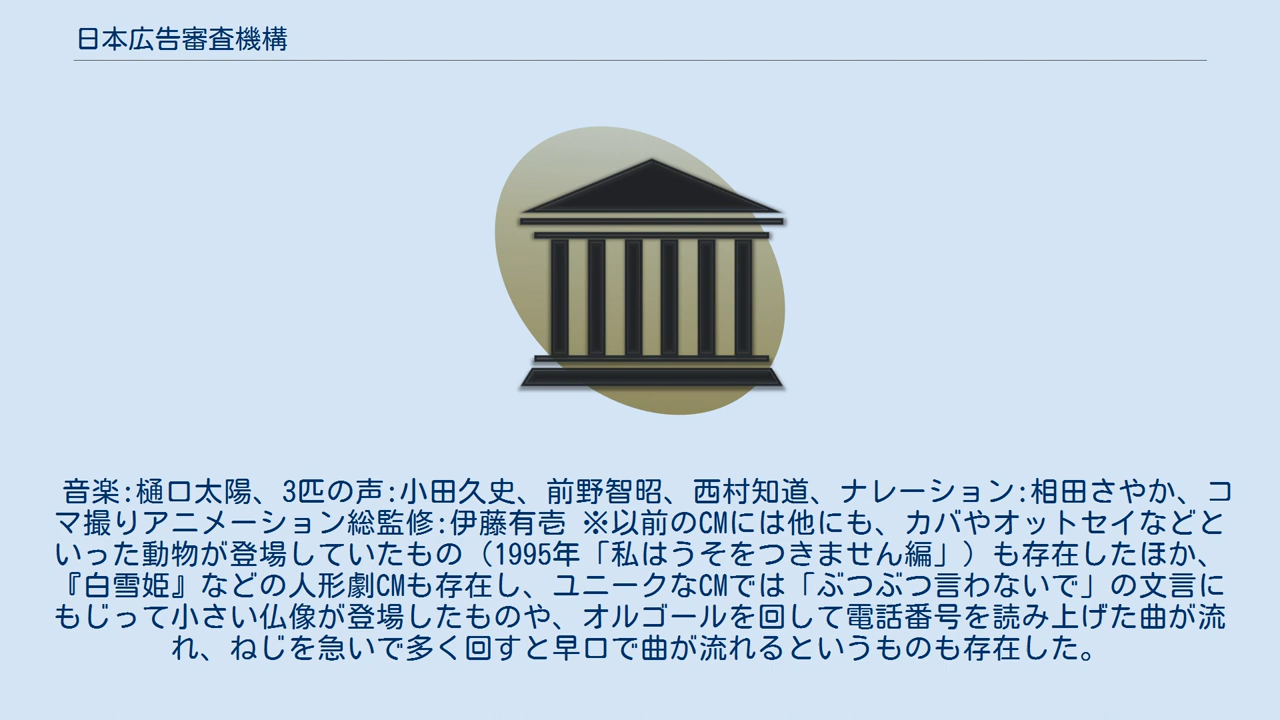 日本広告審査機構
音楽:樋口太陽、3匹の声:小田久史、前野智昭、西村知道、ナレーション:相田さやか、コ
マ撮りアニメーション総監修:伊藤有壱 ※以前のCMには他にも、カバやオットセイなどと
いった動物が登場していたもの（1995年「私はうそをつきません編」）も存在したほか、
『白雪姫』などの人形劇CMも存在し、ユニークなCMでは「ぶつぶつ言わないで」の文言に
もじって小さい仏像が登場したものや、オルゴールを回して電話番号を読み上げた曲が流
れ、ねじを急いで多く回すと早口で曲が流れるというものも存在した。